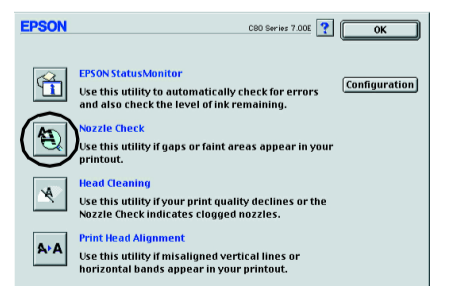 EPSON
C80 Series 7.00E ? OK
EPSON StatusMonitor
Use this utility to automatically check for errors
and also check the level of ink remaining.
Configuration
Nozzle Check
Use this utility if gaps or faint areas appear in your
printout.
Head Cleaning
Use this utility if your print quality declines or the
Nozzle Check indicates clogged nozzles.
Print Head Alignment
Use this utility if misaligned vertical lines or
horizontal bands appear in your printout.